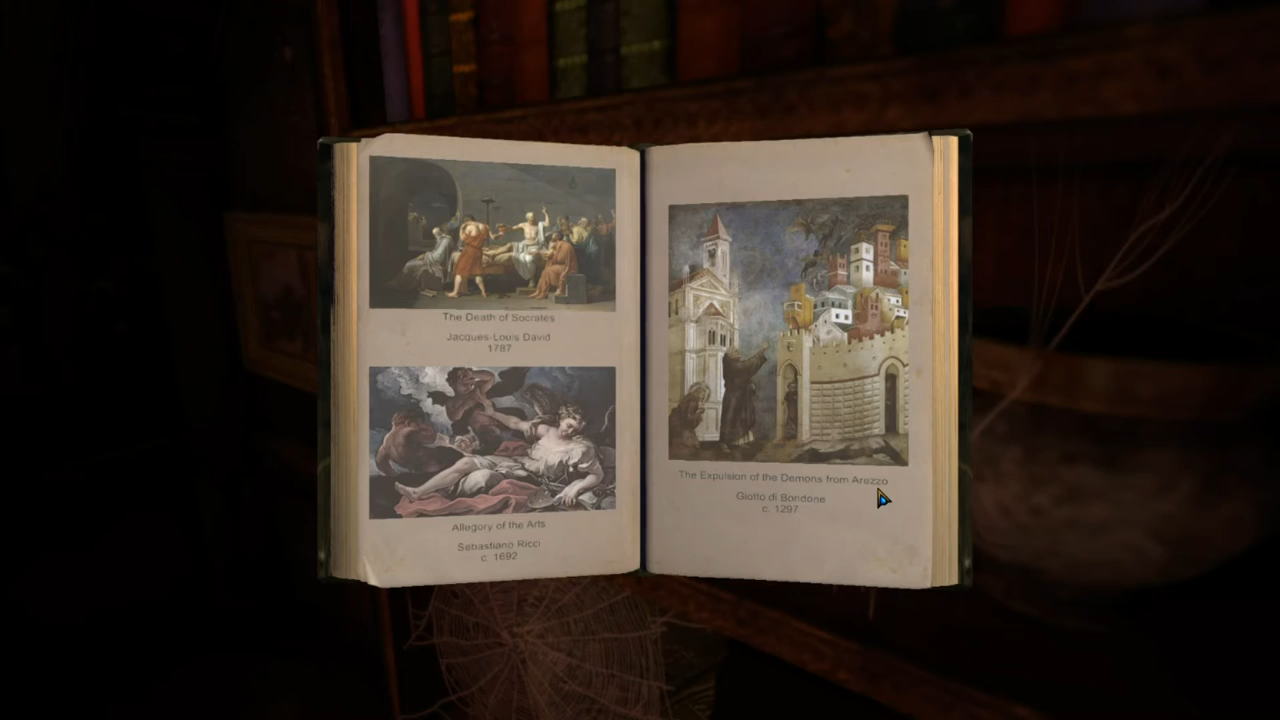 The Death of Socrates
Jacques-Louis David
1787
Allegory of the Arts
Sebastiano Ricci
c. 1692
The Expulsion of the Demons from Arezzo
Giotto di Bondone
c. 1297